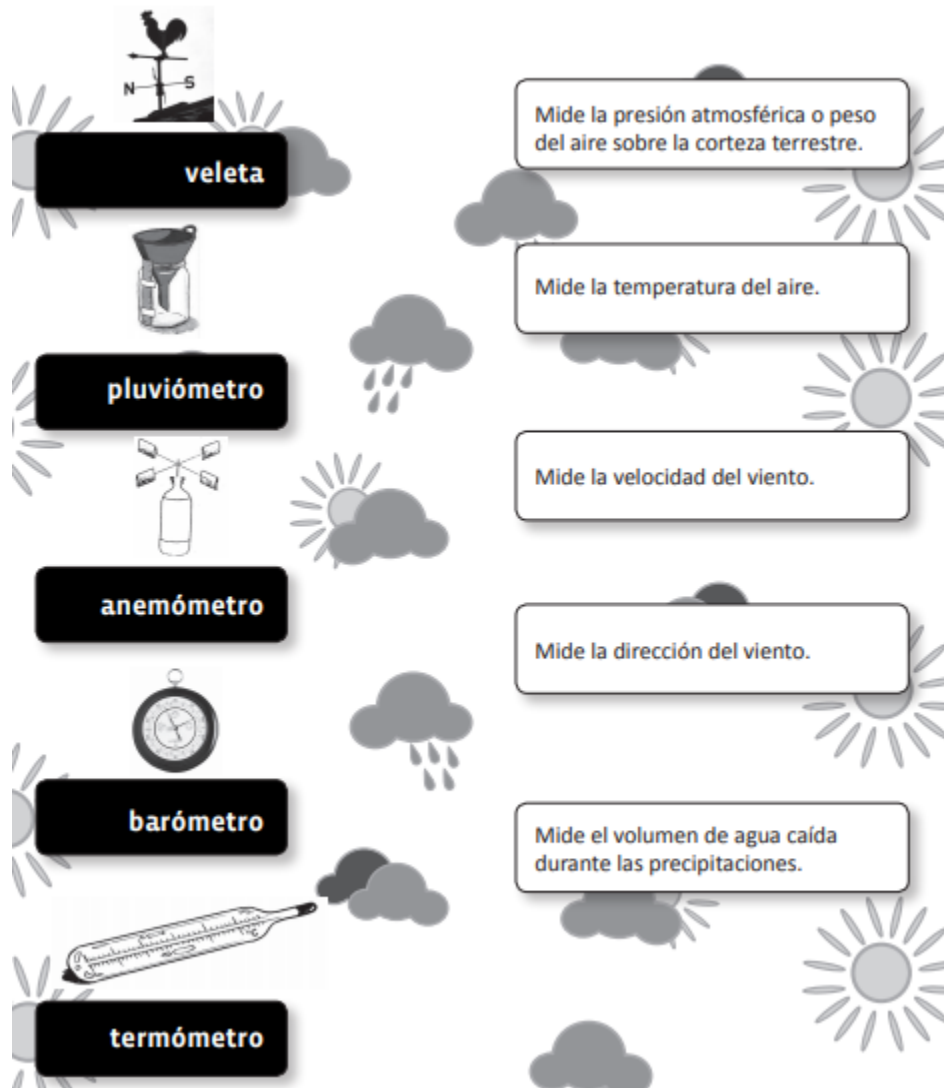 N S
veleta
pluviómetro
anemómetro
barómetro
termómetro
Mide la presión atmosférica o peso
del aire sobre la corteza terrestre.
Mide la temperatura del aire.
Mide la velocidad del viento.
Mide la dirección del viento.
Mide el volumen de agua caída
durante las precipitaciones.